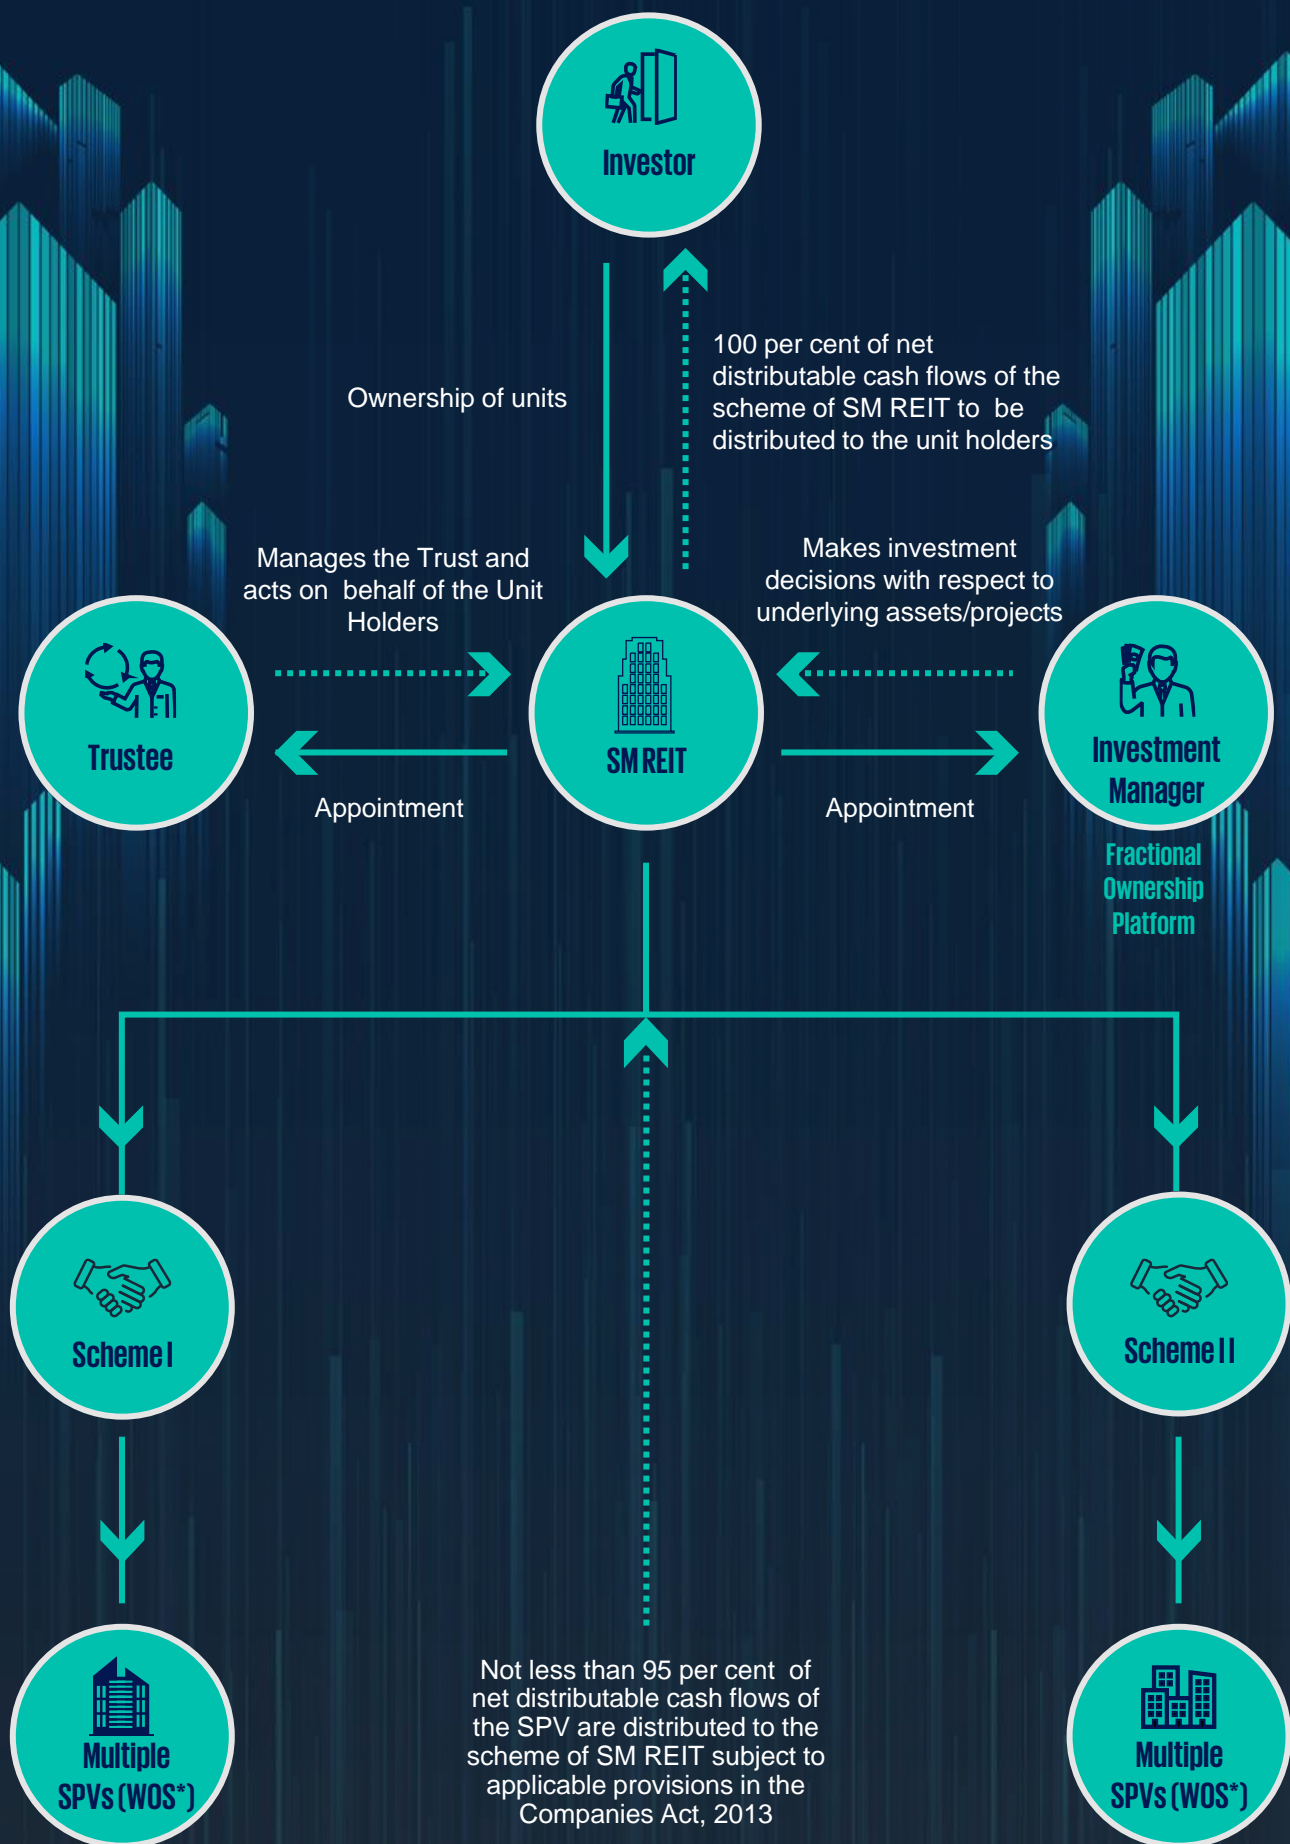 Investor
Ownership of units
100 per cent of net
distributable cash flows of the
scheme of SM REIT to be
distributed to the unit holders
Manages the Trust and
acts on behalf of the Unit
Holders
Makes investment
decisions with respect to
underlying assets/projects
Trustee
SM REIT
Investment
Manager
Appointment
Appointment
Fractional
Ownership
Platform
Scheme I
Scheme II
Multiple
SPVs (WOS*)
Not less than 95 per cent of
net distributable cash flows of
the SPV are distributed to the
scheme of SM REIT subject to
applicable provisions in the
Companies Act, 2013
Multiple
SPVs (WOS*)